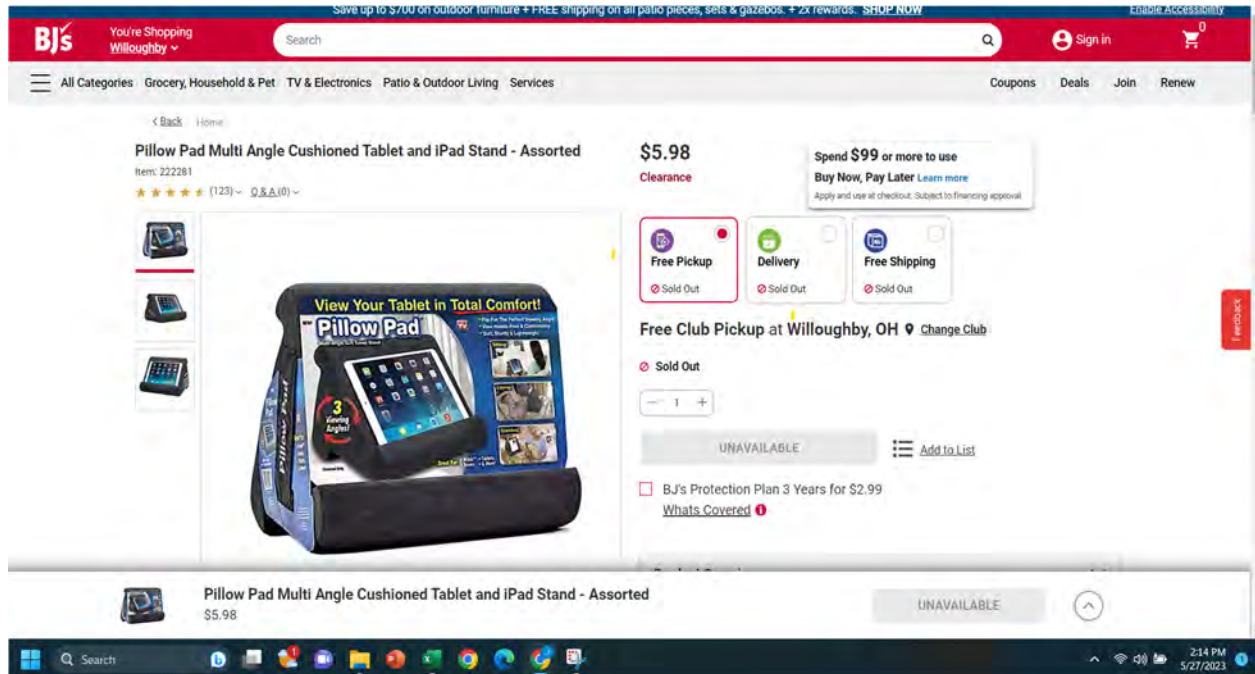 Save up to $700 on outdoor furniture + FREE shipping on all patio pieces, sets & gazebos. + 2x rewards. SHOP NOW
Enable Accessibility
BJ's
You're Shopping
Willoughby
Search
Sign in
0
All Categories Grocery, Household & Pet TV & Electronics Patio & Outdoor Living Services
Coupons Deals Join Renew
< Back Home
Pillow Pad Multi Angle Cushioned Tablet and iPad Stand - Assorted
Item: 222281
(123) Q & A (0)
$5.98
Clearance
Spend $99 or more to use
Buy Now, Pay Later Learn more
Apply and use at checkout. Subject to financing approval
Free Pickup
Sold Out
Delivery
Sold Out
Free Shipping
Sold Out
View Your Tablet in Total Comfort!
Pillow Pad
3
Viewing
Angles!
Pillow Pad
Free Club Pickup at Willoughby, OH Change Club
Sold Out
— 1 +
UNAVAILABLE
Add to List
BJ's Protection Plan 3 Years for $2.99
Whats Covered
Feedback
Pillow Pad Multi Angle Cushioned Tablet and iPad Stand - Assorted
$5.98
UNAVAILABLE
Search
2:14 PM
5/27/2023